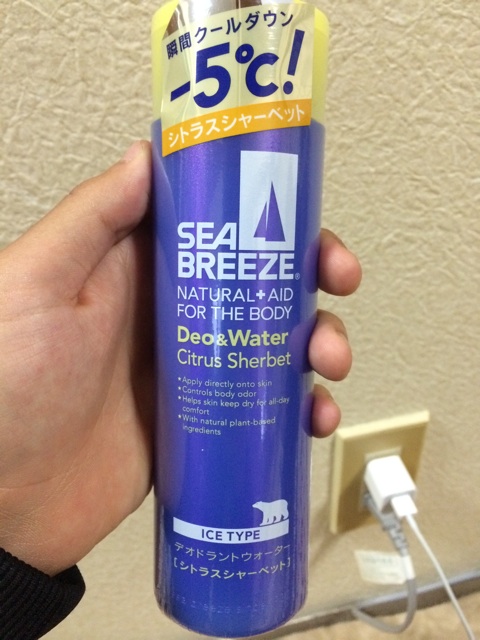 瞬間クールダウン
-5℃!
シトラスシャーベット
SEA
BREEZE®
NATURAL+AID
FOR THE BODY
Deo&Water
Citrus Sherbet
•Apply directly onto skin
•Controls body odor
•Helps skin keep dry for all-day
comfort
•With natural plant-based
ingredients
ICE TYPE
デオドラントウォーター
[シトラスシャーベット]